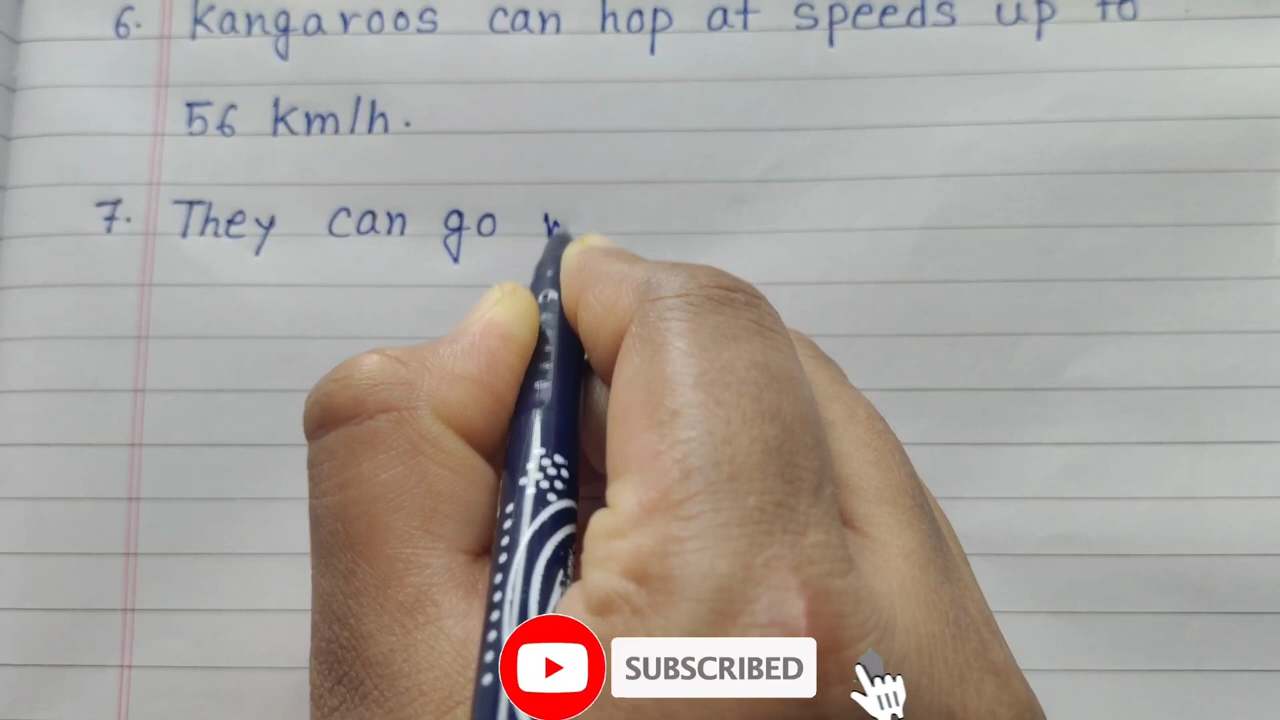 6. Kangaroos can hop at speeds up to
56 km/h.
7. They can go
SUBSCRIBED